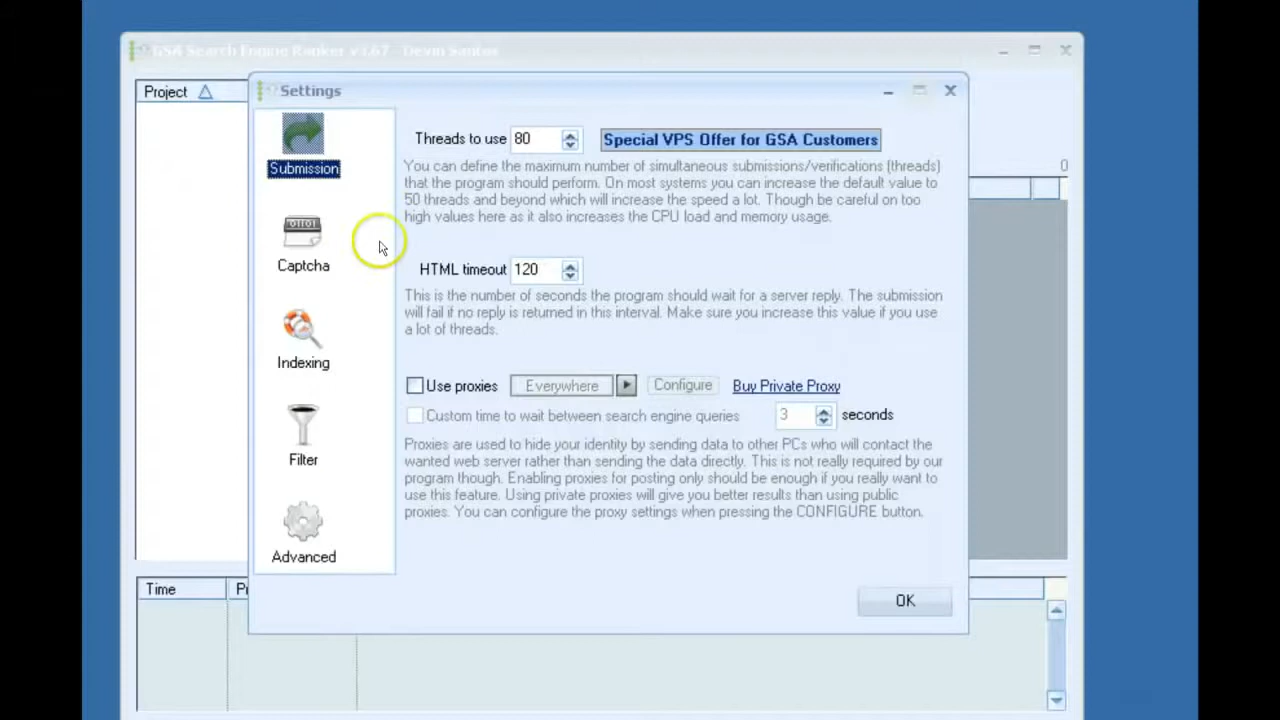 GSA Search Engine Ranker v3.67 - Devin Santos
Project
Settings
Submission
Captcha
Indexing
Filter
Advanced
Threads to use 80 Special VPS Offer for GSA Customers
You can define the maximum number of simultaneous submissions/verifications (threads)
that the program should perform. On most systems you can increase the default value to
50 threads and beyond which will increase the speed a lot. Though be careful on too
high values here as it also increases the CPU load and memory usage.
HTML timeout 120
This is the number of seconds the program should wait for a server reply. The submission
will fail if no reply is returned in this interval. Make sure you increase this value if you use
a lot of threads.
Use proxies Everywhere Configure Buy Private Proxy
Custom time to wait between search engine queries 3 seconds
Proxies are used to hide your identity by sending data to other PCs who will contact the
wanted web server rather than sending the data directly. This is not really required by our
program though. Enabling proxies for posting only should be enough if you really want to
use this feature. Using private proxies will give you better results than using public
proxies. You can configure the proxy settings when pressing the CONFIGURE button.
OK
0
Time